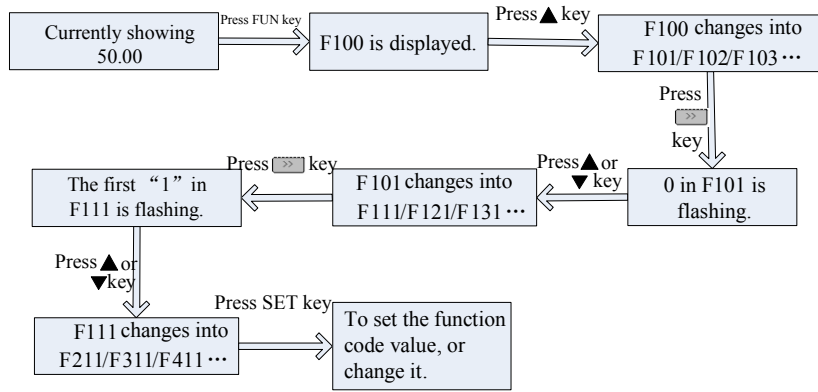 Currently showing
50.00
Press FUN key
F100 is displayed.
Press ▲ key
F100 changes into
F101/F102/F103 ⋯
Press
>>
key
0 in F101 is
flashing.
Press ▲ or
▼ key
F101 changes into
F111/F121/F131 ⋯
Press >> key
The first “1” in
F111 is flashing.
Press ▲ or
▼ key
F111 changes into
F211/F311/F411 ⋯
Press SET key
To set the function
code value, or
change it.